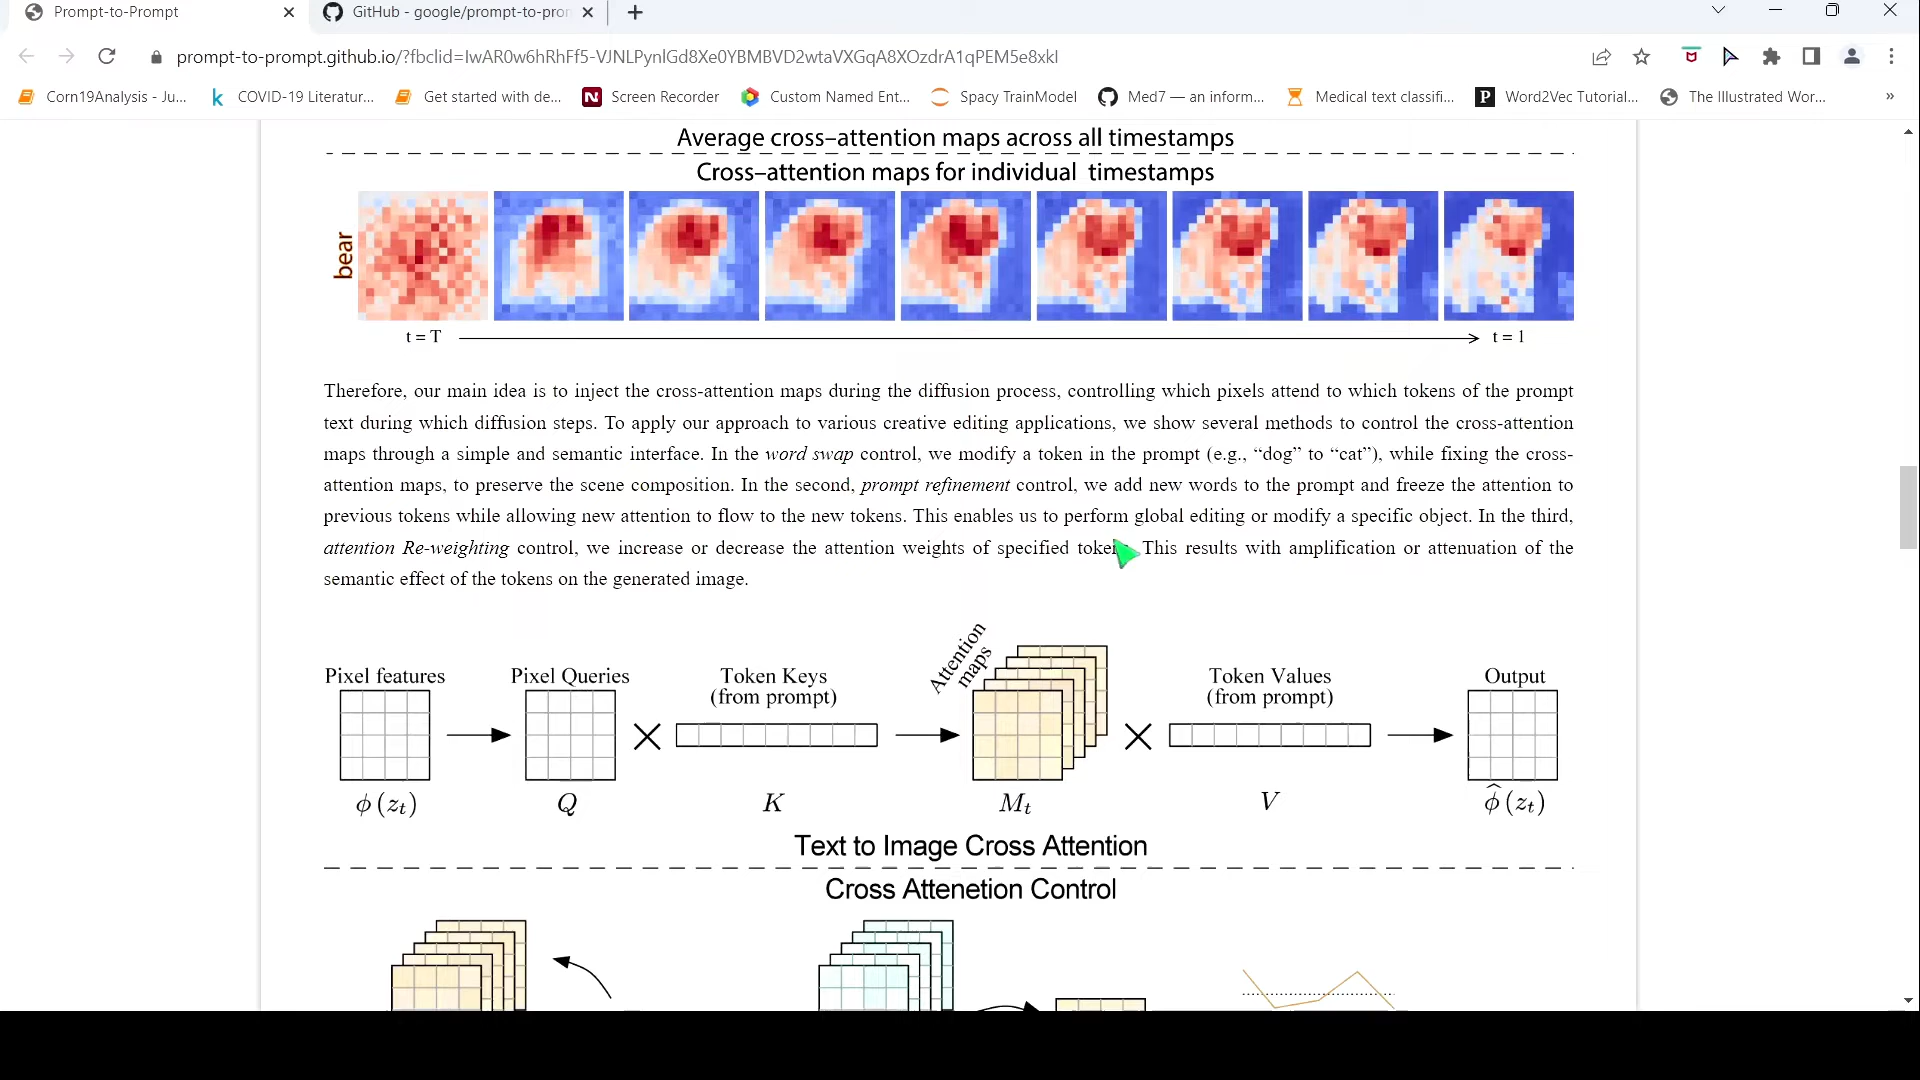 Prompt-to-Prompt
GitHub - google/prompt-to-prom
prompt-to-prompt.github.io/?fbclid=IwAR0w6hRhFf5-VJNLPynlGd8Xe0YBMBVD2wtaVXGqA8XOzdrA1qPEM5e8xkI
Corn19Analysis - Ju... COVID-19 Literatur... Get started with de... Screen Recorder Custom Named Ent... Spacy TrainModel Med7 — an inform... Medical text classifi... Word2Vec Tutorial... The Illustrated Wor... »
Average cross–attention maps across all timestamps
Cross–attention maps for individual timestamps
bear
t = T
t = 1
Therefore, our main idea is to inject the cross-attention maps during the diffusion process, controlling which pixels attend to which tokens of the prompt
text during which diffusion steps. To apply our approach to various creative editing applications, we show several methods to control the cross-attention
maps through a simple and semantic interface. In the word swap control, we modify a token in the prompt (e.g., “dog” to “cat”), while fixing the cross-
attention maps, to preserve the scene composition. In the second, prompt refinement control, we add new words to the prompt and freeze the attention to
previous tokens while allowing new attention to flow to the new tokens. This enables us to perform global editing or modify a specific object. In the third,
attention Re-weighting control, we increase or decrease the attention weights of specified tokens. This results with amplification or attenuation of the
semantic effect of the tokens on the generated image.
Pixel features
Pixel Queries
Token Keys
(from prompt)
Attention
maps
Token Values
(from prompt)
Output
ϕ(z_t)
Q
K
M_t
V
ϕ̂(z_t)
Text to Image Cross Attention
Cross Attenetion Control